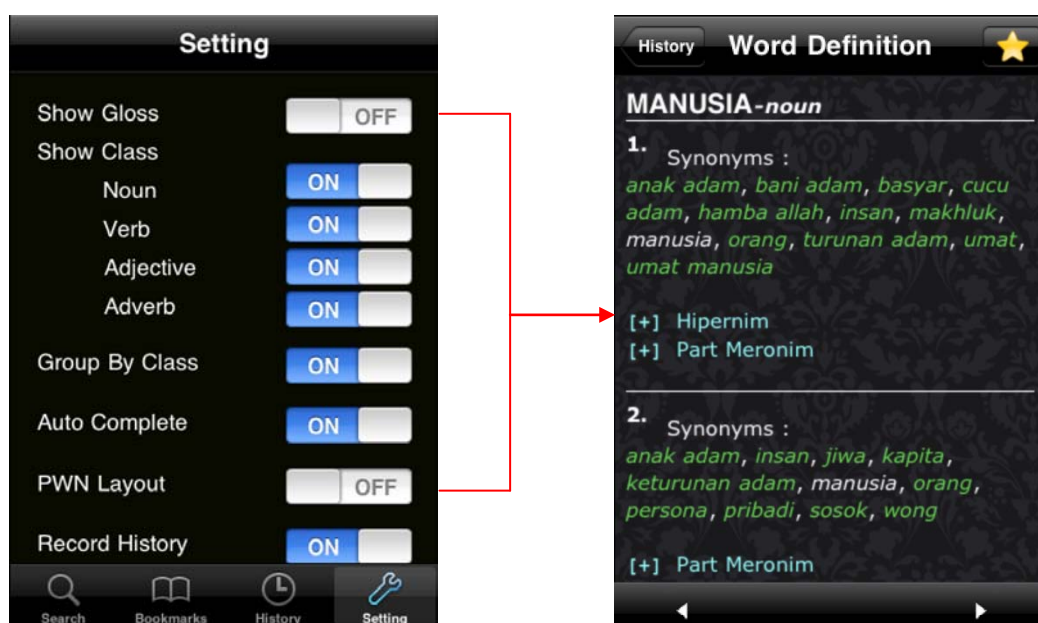 Setting
Show Gloss OFF
Show Class
Noun ON
Verb ON
Adjective ON
Adverb ON
Group By Class ON
Auto Complete ON
PWN Layout OFF
Record History ON
Search Bookmarks History Setting
History Word Definition
MANUSIA-noun
1.
Synonyms :
anak adam, bani adam, basyar, cucu
adam, hamba allah, insan, makhluk,
manusia, orang, turunan adam, umat,
umat manusia
[+] Hipernim
[+] Part Meronim
2.
Synonyms :
anak adam, insan, jiwa, kapita,
keturunan adam, manusia, orang,
persona, pribadi, sosok, wong
[+] Part Meronim